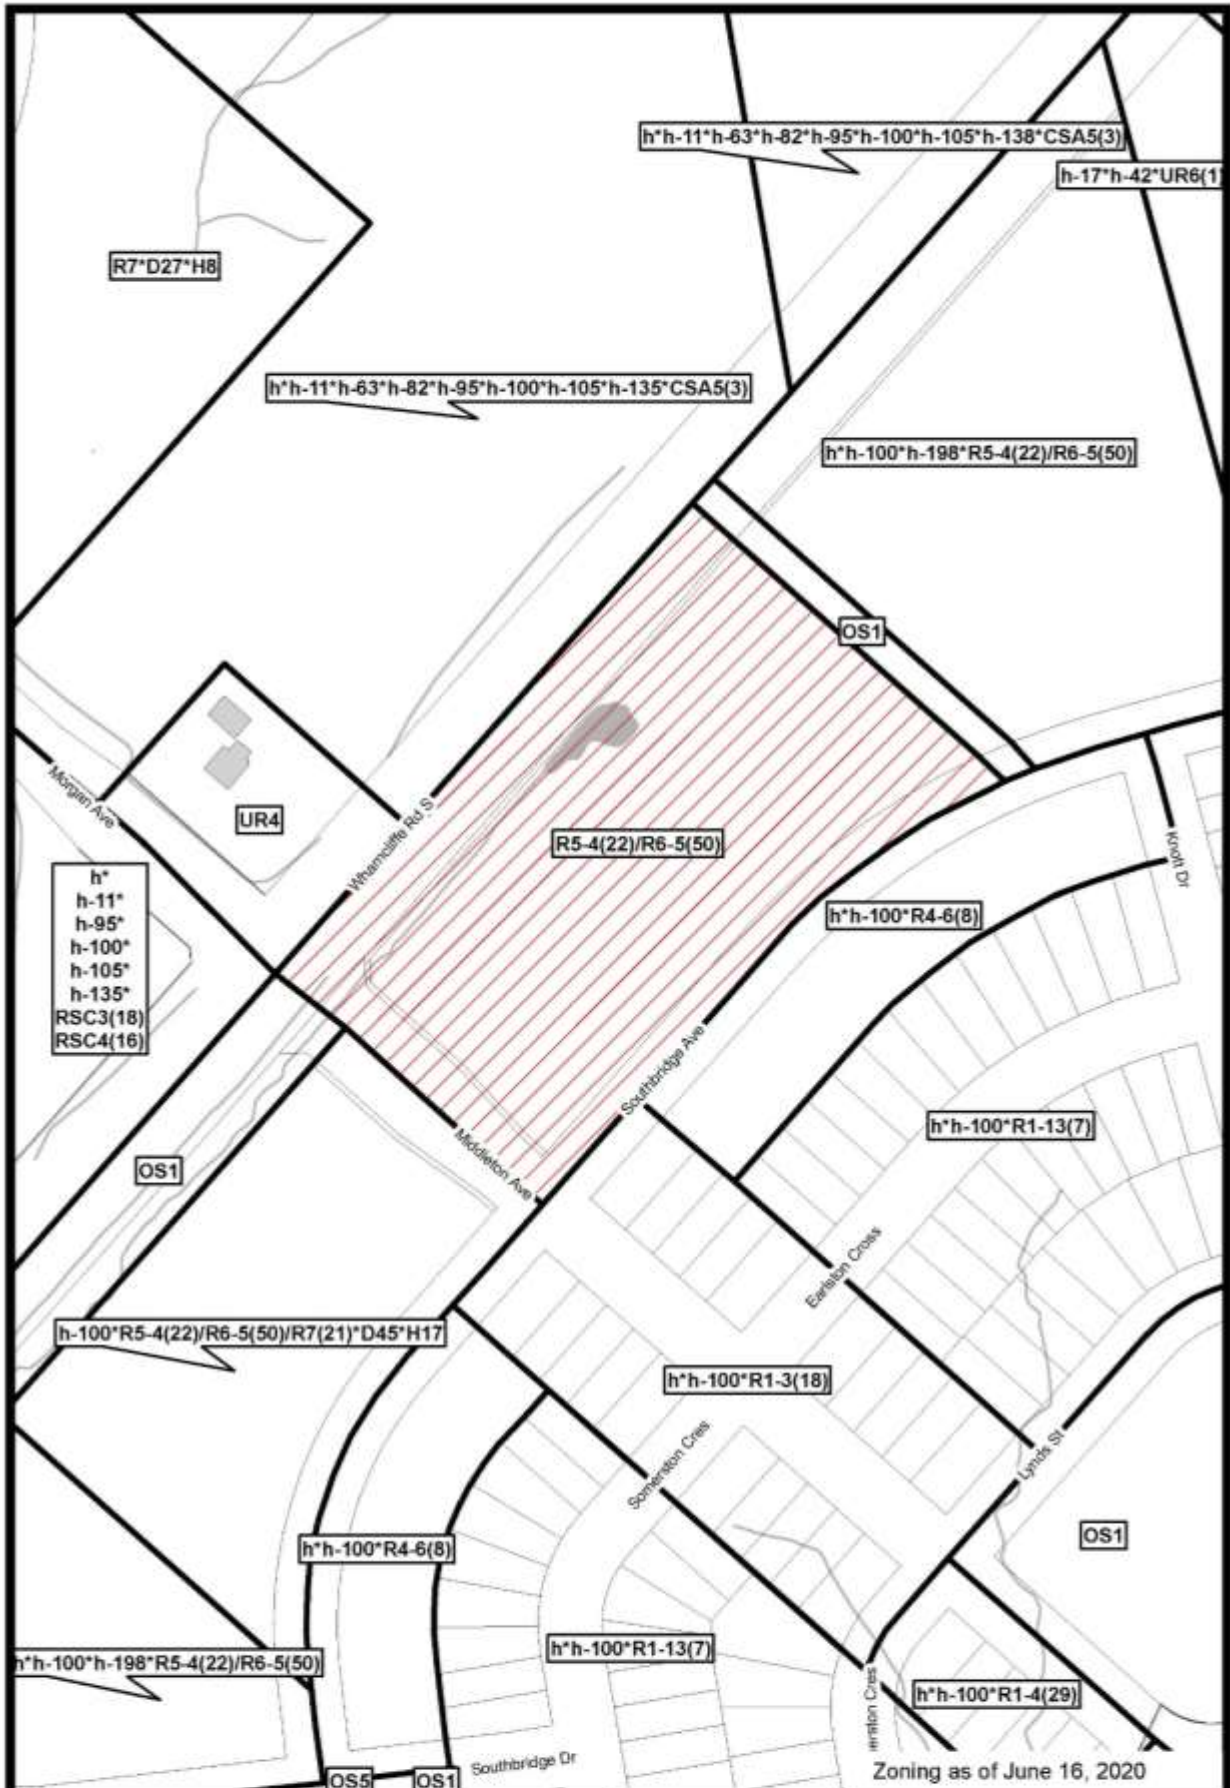 h*h-11*h-63*h-82*h-95*h-100*h-105*h-138*CSA5(3)
h-17*h-42*UR6(1)
R7*D27*H8
h*h-11*h-63*h-82*h-95*h-100*h-105*h-135*CSA5(3)
h*h-100*h-198*R5-4(22)/R6-5(50)
OS1
Morgan Ave
UR4
Wharncliffe Rd S
R5-4(22)/R6-5(50)
Knott Dr
h*
h-11*
h-95*
h-100*
h-105*
h-135*
RSC3(18)
RSC4(16)
h*h-100*R4-6(8)
Southbridge Ave
h*h-100*R1-13(7)
OS1
Middleton Ave
Earlston Cross
h-100*R5-4(22)/R6-5(50)/R7(21)*D45*H17
h*h-100*R1-3(18)
Somerston Cres
Lynds St
OS1
h*h-100*R4-6(8)
h*h-100*R1-13(7)
h*h-100*h-198*R5-4(22)/R6-5(50)
h*h-100*R1-4(29)
erston Cres
Southbridge Dr
OS5
OS1
Zoning as of June 16, 2020